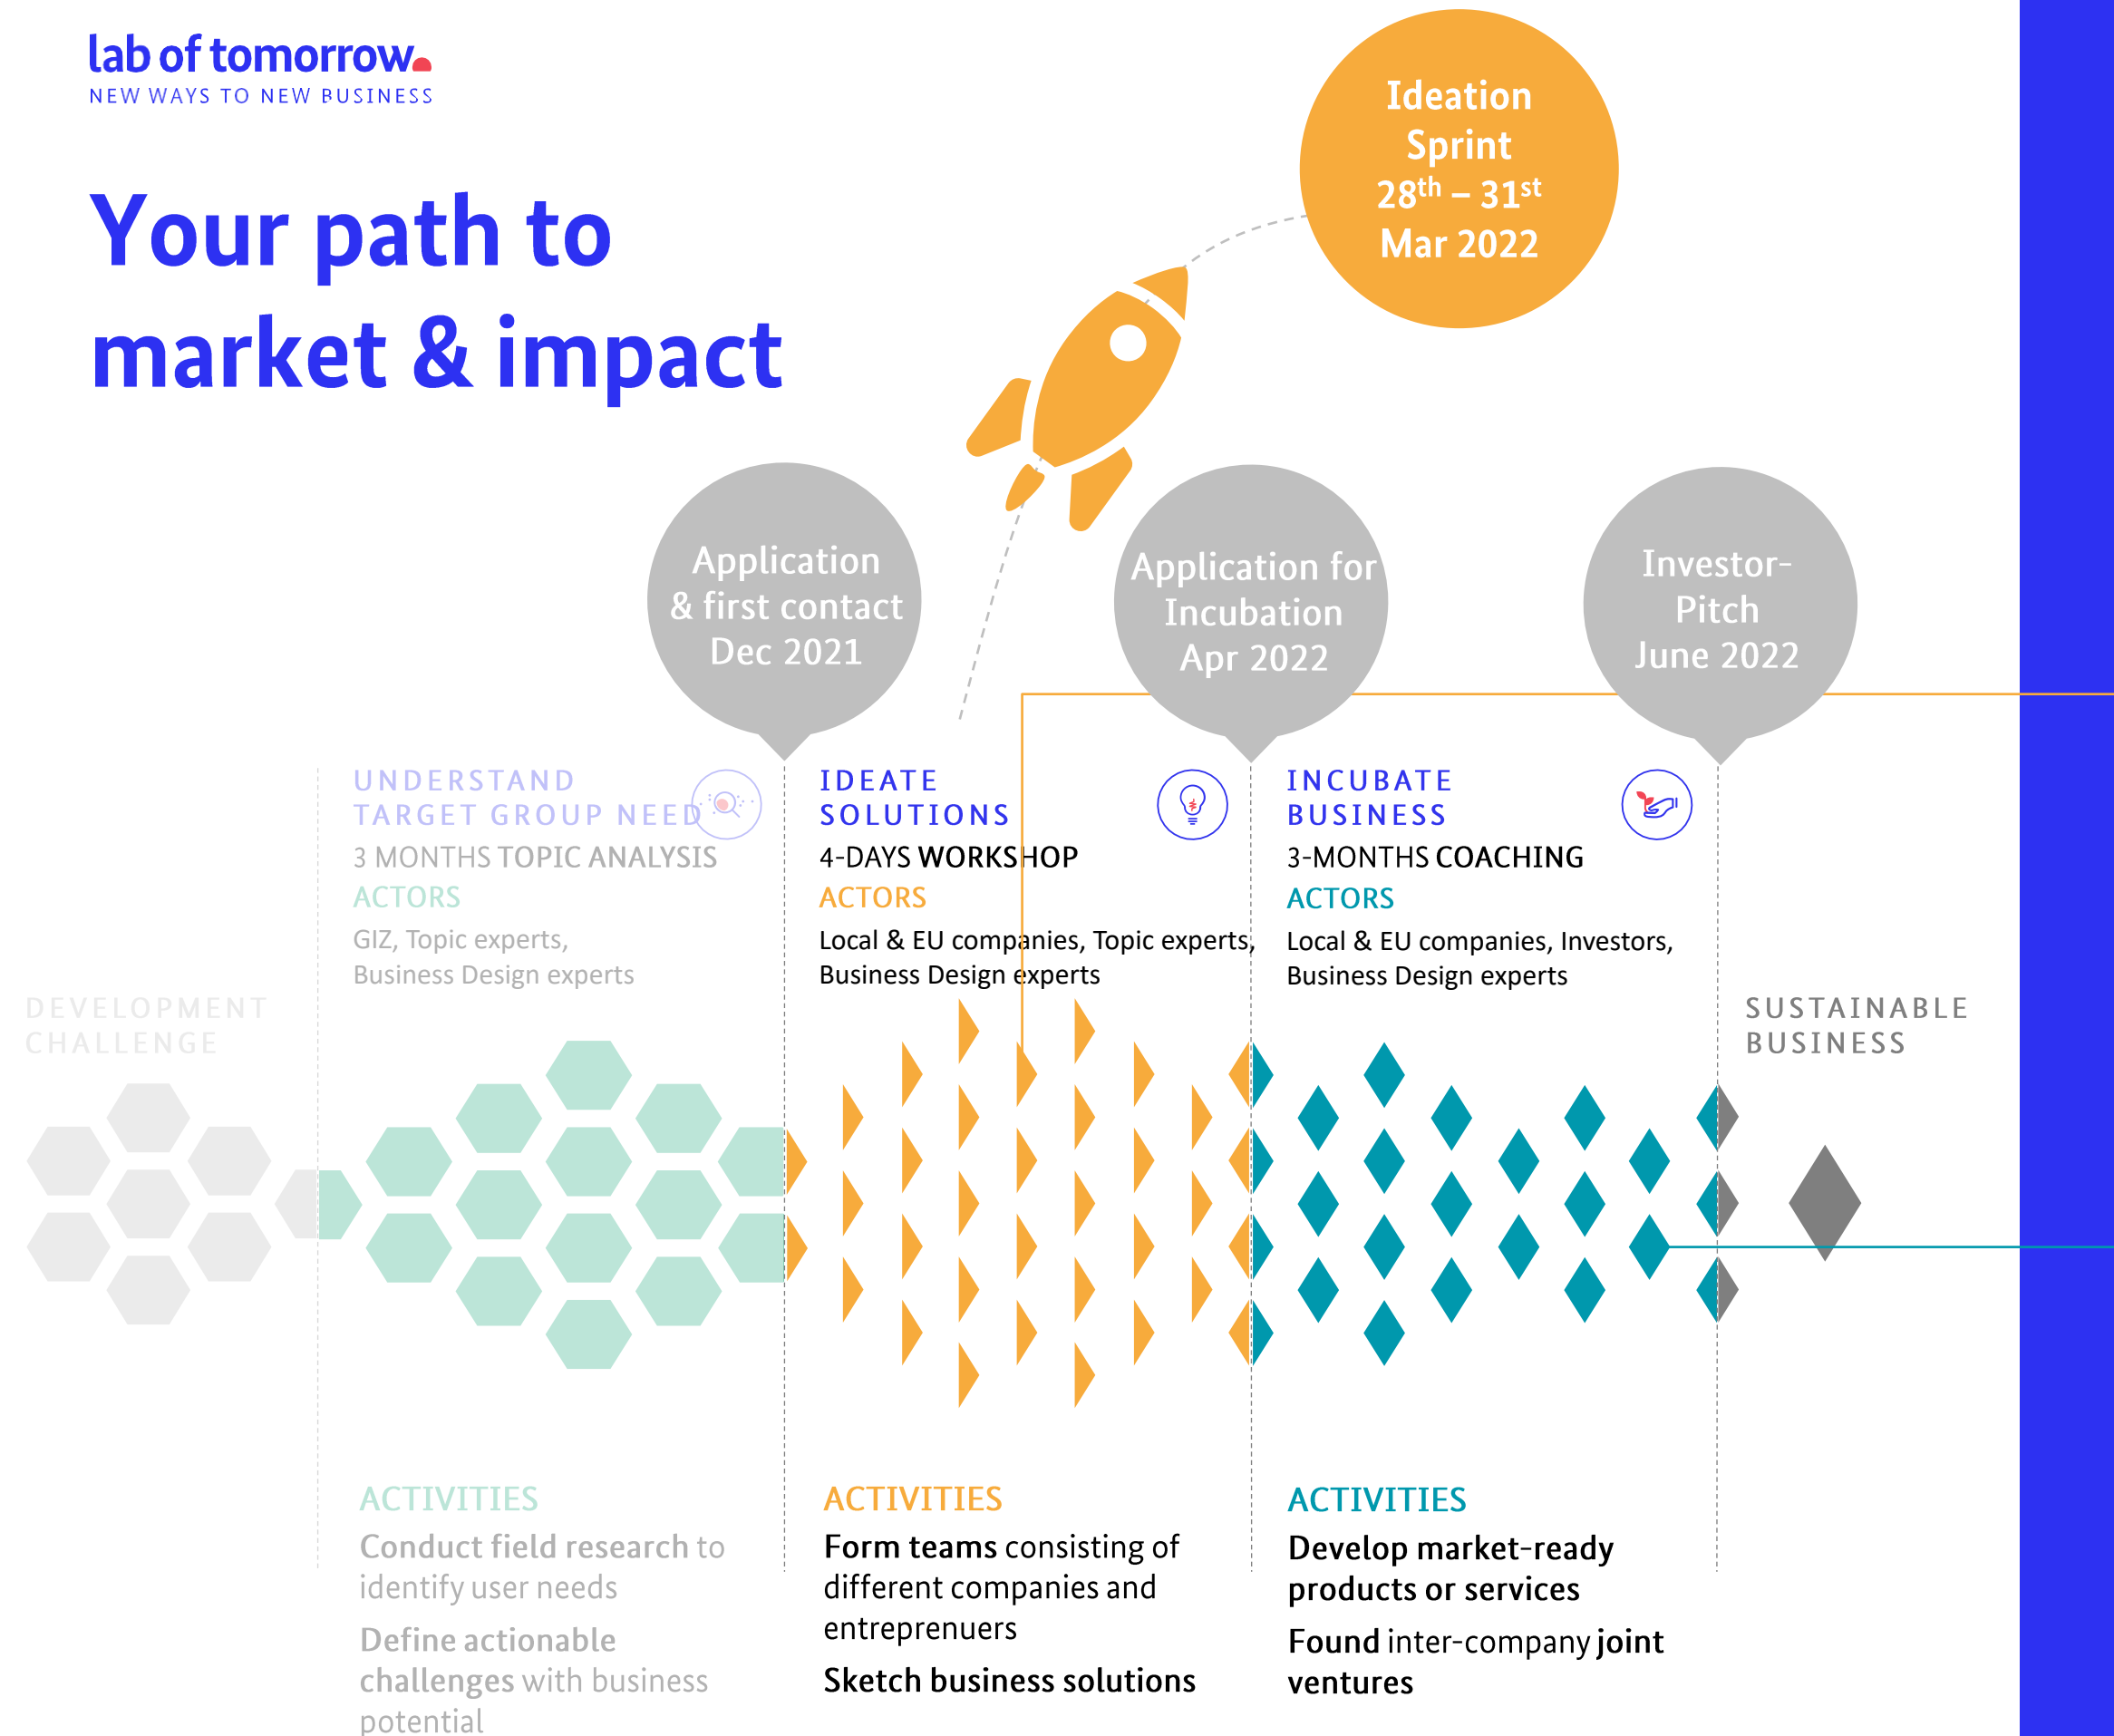 lab of tomorrow
NEW WAYS TO NEW BUSINESS
Your path to
market & impact
Ideation
Sprint
28th – 31st
Mar 2022
Application
& first contact
Dec 2021
Application for
Incubation
Apr 2022
Investor-
Pitch
June 2022
UNDERSTAND
TARGET GROUP NEED
3 MONTHS TOPIC ANALYSIS
ACTORS
GIZ, Topic experts,
Business Design experts
IDEATE
SOLUTIONS
4-DAYS WORKSHOP
ACTORS
Local & EU companies, Topic experts,
Business Design experts
INCUBATE
BUSINESS
3-MONTHS COACHING
ACTORS
Local & EU companies, Investors,
Business Design experts
DEVELOPMENT
CHALLENGE
SUSTAINABLE
BUSINESS
ACTIVITIES
Conduct field research to
identify user needs
Define actionable
challenges with business
potential
ACTIVITIES
Form teams consisting of
different companies and
entreprenuers
Sketch business solutions
ACTIVITIES
Develop market-ready
products or services
Found inter-company joint
ventures